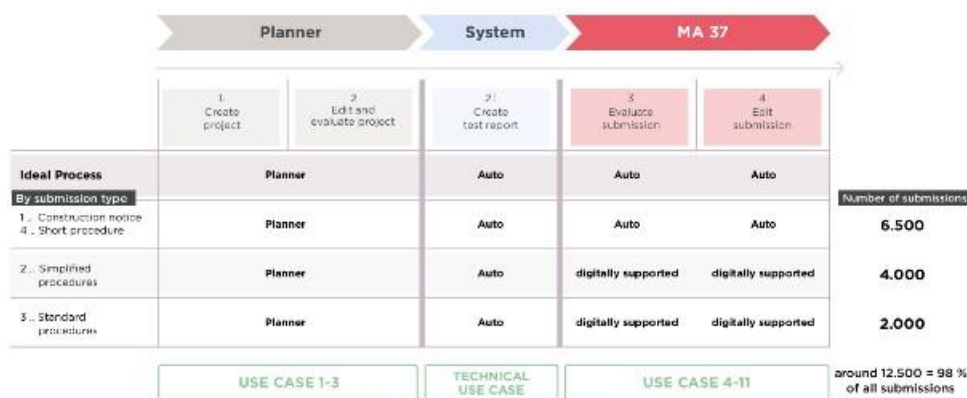 Planner
System
MA 37
1.
Create
project
2
Edit and
evaluate project
2.1
Create
test report
3
Evaluate
submission
4
Edit
submission
Ideal Process
Planner
Auto
Auto
Auto
By submission type
Number of submissions
1 .. Construction notice
4 .. Short procedure
Planner
Auto
Auto
Auto
6.500
2 .. Simplified
procedures
Planner
Auto
digitally supported
digitally supported
4.000
3 .. Standard
procedures
Planner
Auto
digitally supported
digitally supported
2.000
USE CASE 1-3
TECHNICAL
USE CASE
USE CASE 4-11
around 12.500 = 98 %
of all submissions